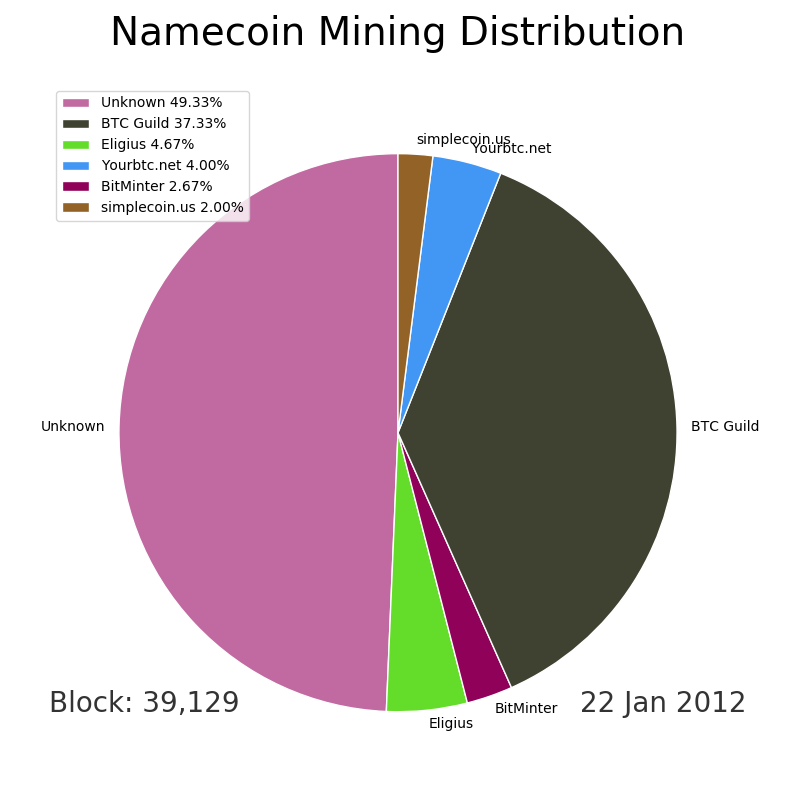 Namecoin Mining Distribution
Unknown 49.33%
BTC Guild 37.33%
Eligius 4.67%
Yourbtc.net 4.00%
BitMinter 2.67%
simplecoin.us 2.00%
simplecoin.us
Yourbtc.net
Unknown
BTC Guild
Block: 39,129
22 Jan 2012
BitMinter
Eligius